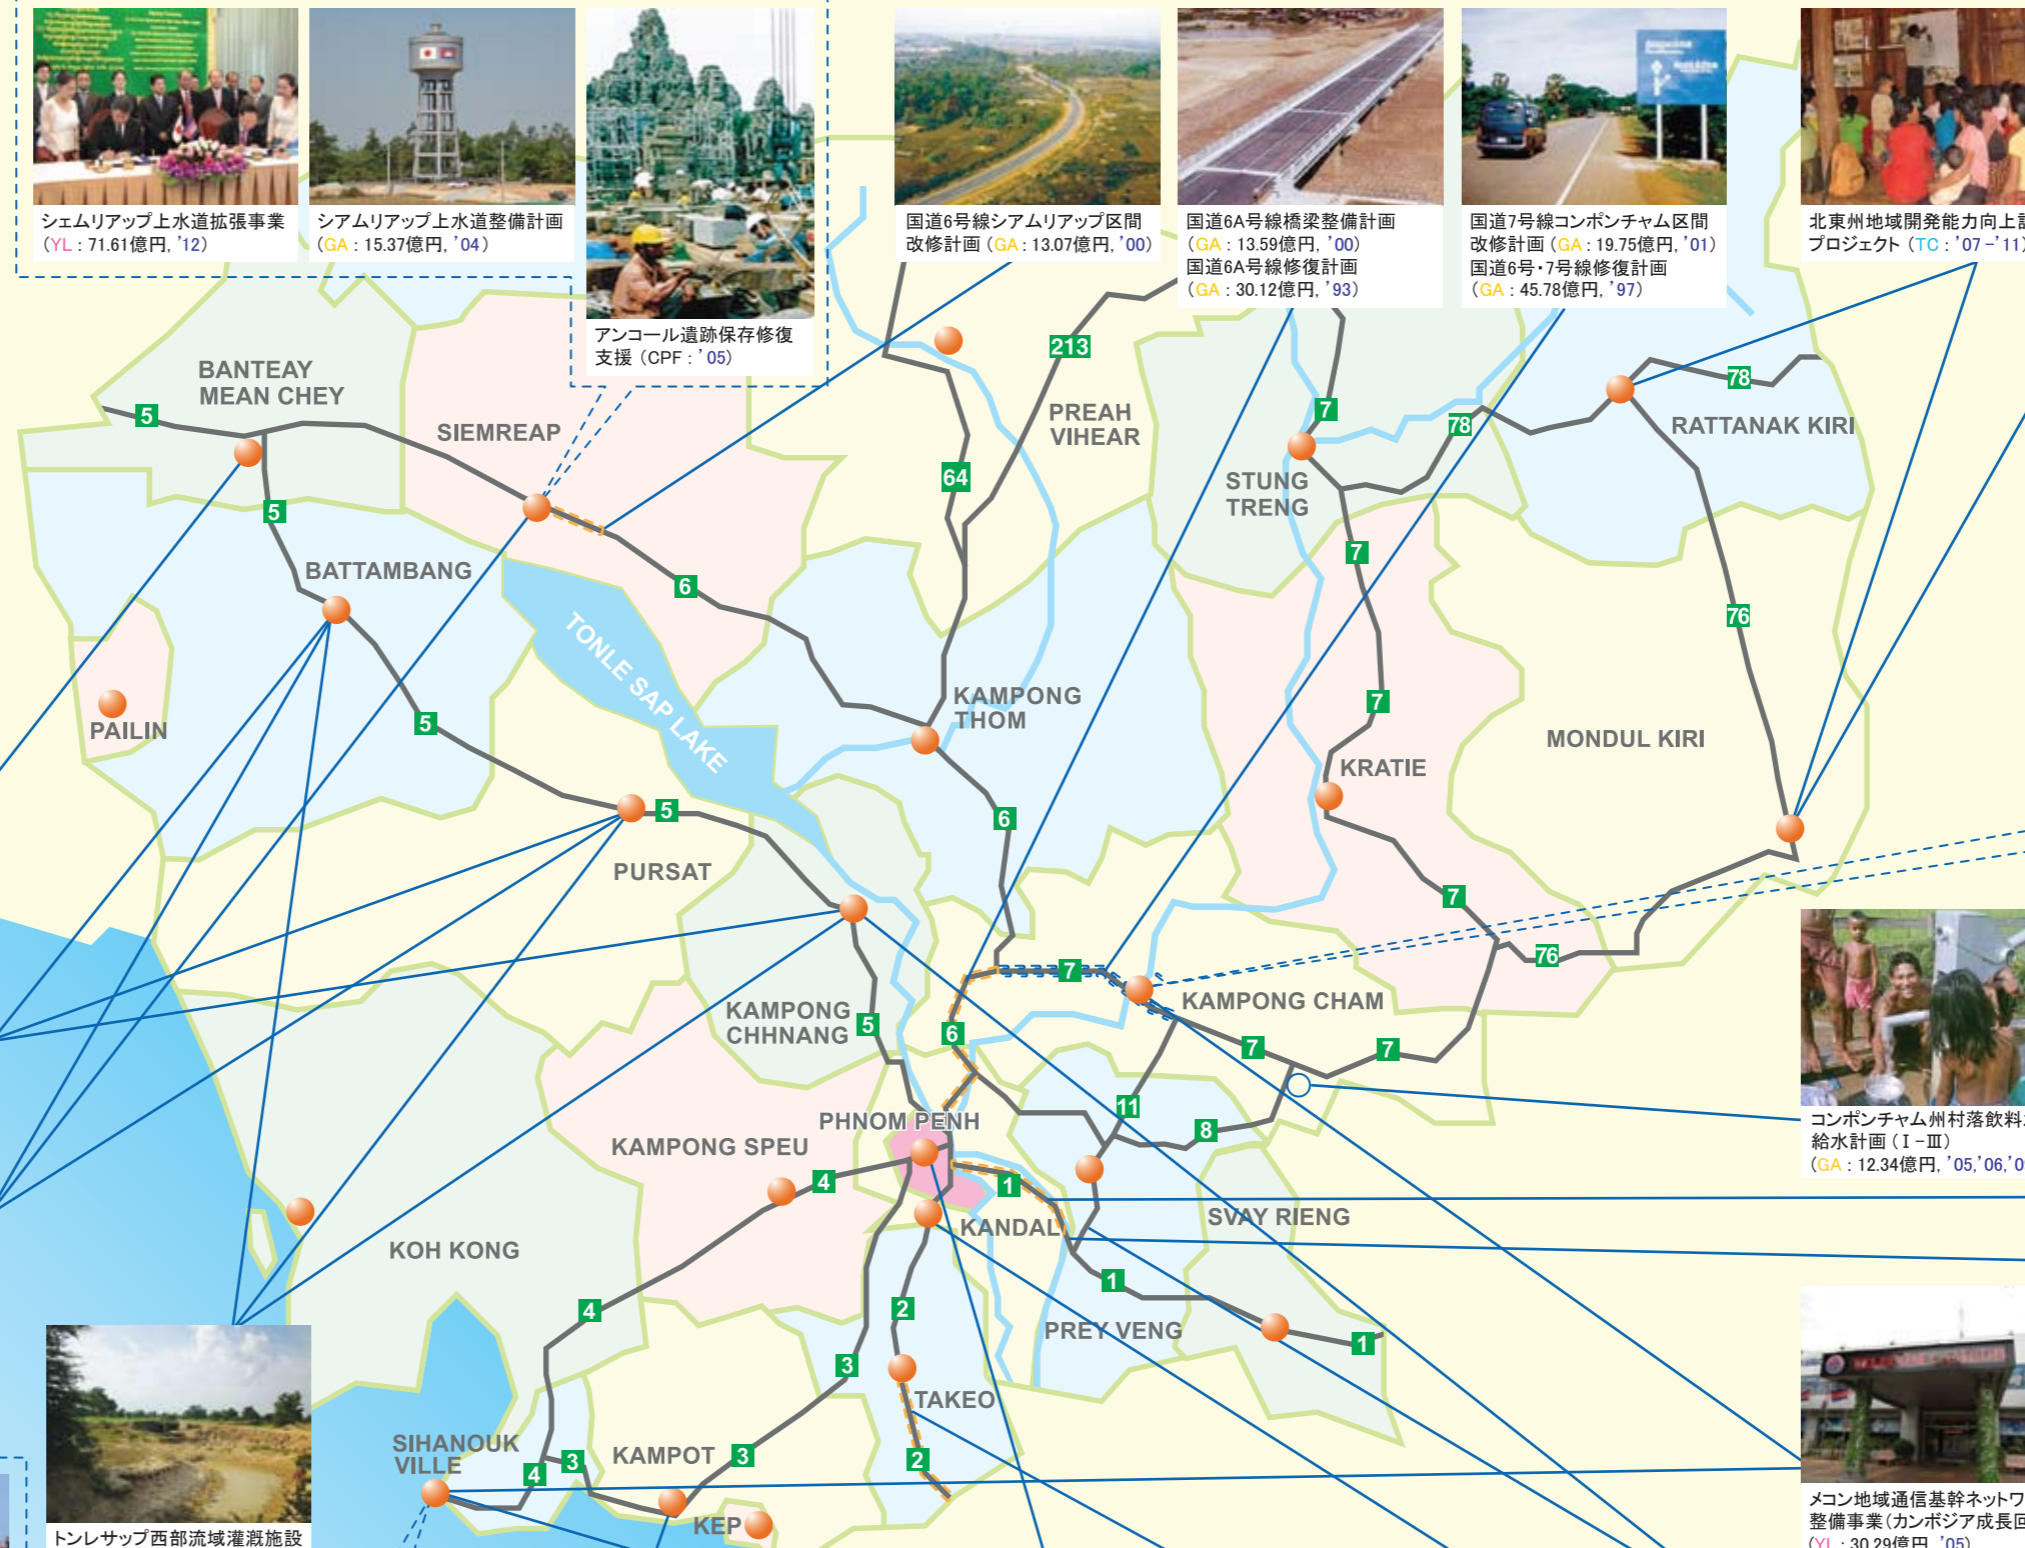 シェムリアップ上水道拡張事業
（YL：71.61億円, ’12）
シアムリアップ上水道整備計画
（GA：15.37億円, ’04）
アンコール遺跡保存修復
支援（CPF：’05）
国道6号線シアムリアップ区間
改修計画（GA：13.07億円, ’00）
国道6A号線橋梁整備計画
（GA：13.59億円, ’00）
国道6A号線修復計画
（GA：30.12億円, ’93）
国道7号線コンポンチャム区間
改修計画（GA：19.75億円, ’01）
国道6号・7号線修復計画
（GA：45.78億円, ’97）
北東州地域開発能力向上
プロジェクト（TC：’07-’11）
BANTEAY
MEAN CHEY
5
SIEMREAP
213
PREAH
VIHEAR
64
7
78
78
RATTANAK KIRI
STUNG
TRENG
5
BATTAMBANG
6
7
76
TONLE SAP LAKE
PAILIN
5
KAMPONG
THOM
7
MONDUL KIRI
KRATIE
5
6
PURSAT
7
76
7
KAMPONG CHAM
KAMPONG
CHHNANG
5
6
7
7
11
8
PHNOM PENH
KAMPONG SPEU
4
1
KANDAL
SVAY RIENG
コンポンチャム州村落飲料
給水計画（Ⅰ-Ⅲ）
（GA：12.34億円, ’05,’06,
KOH KONG
4
2
1
PREY VENG
1
3
TAKEO
SIHANOUK
VILLE
4
3
KAMPOT
3
2
KEP
トンレサップ西部流域灌漑施設
メコン地域通信基幹ネットワ
整備事業（カンボジア成長回
（YL：30.29億円, ’05）